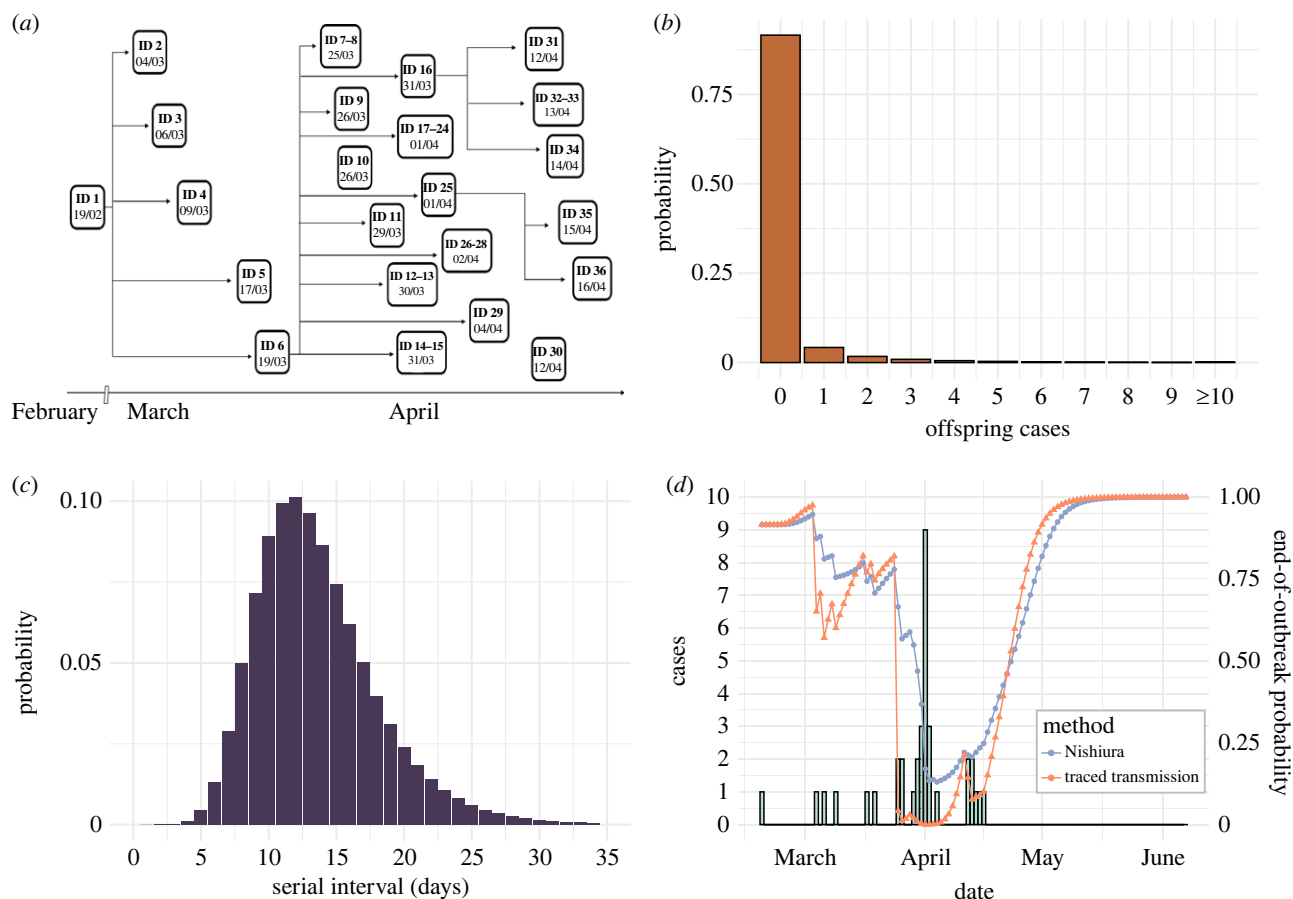 (a)
ID 1
19/02
ID 2
04/03
ID 3
06/03
ID 4
09/03
ID 5
17/03
ID 6
19/03
ID 7–8
25/03
ID 9
26/03
ID 10
26/03
ID 11
29/03
ID 12–13
30/03
ID 14–15
31/03
ID 16
31/03
ID 17–24
01/04
ID 25
01/04
ID 26-28
02/04
ID 29
04/04
ID 30
12/04
ID 31
12/04
ID 32–33
13/04
ID 34
14/04
ID 35
15/04
ID 36
16/04
February March April
(b)
probability
0.75
0.50
0.25
0
0 1 2 3 4 5 6 7 8 9 ≥10
offspring cases
(c)
probability
0.10
0.05
0
0 5 10 15 20 25 30 35
serial interval (days)
(d)
cases
10
9
8
7
6
5
4
3
2
1
0
1.00
0.75
0.50
0.25
0
end-of-outbreak probability
method
Nishiura
traced transmission
March April May June
date